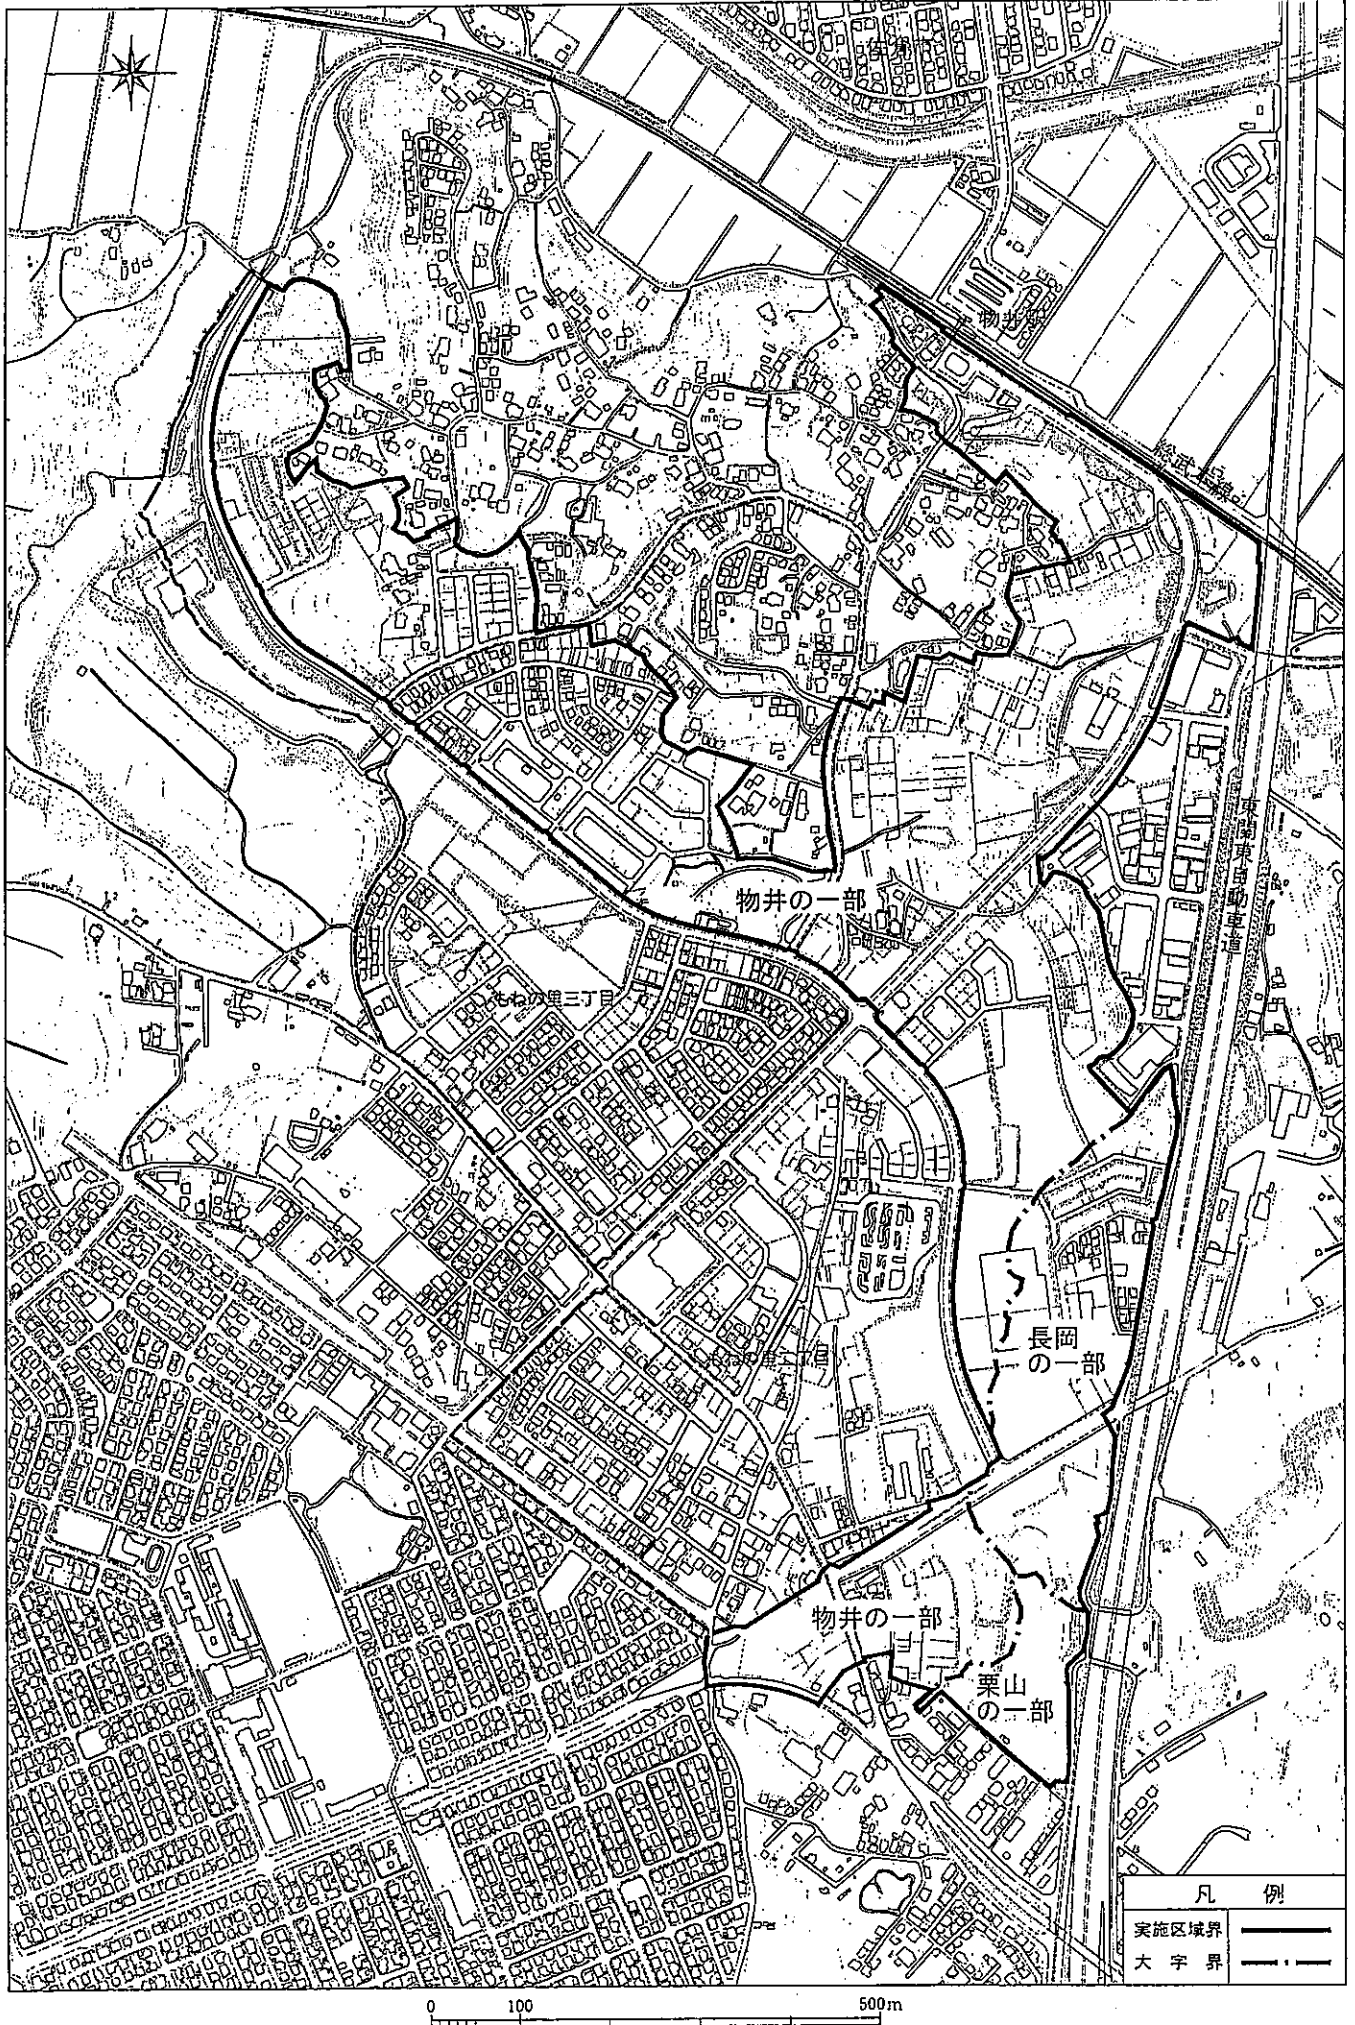 物井駅
総武本線
東関東自動車道
物井の一部
もねの里三丁目
長岡
の一部
物井の一部
栗山
の一部
凡 例
実施区域界
大字界
0 100 500m